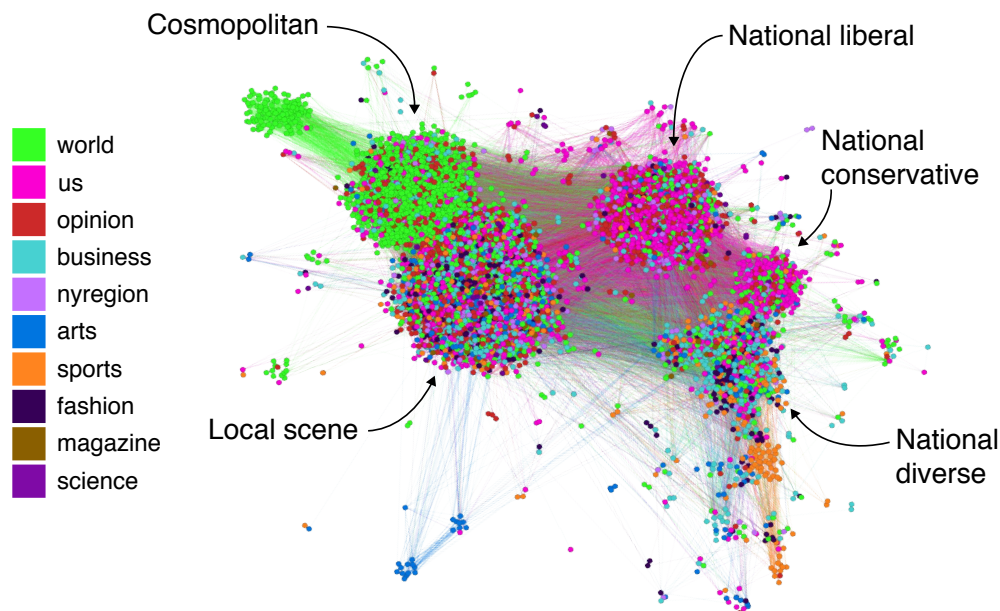 Cosmopolitan
National liberal
National
conservative
world
us
opinion
business
nyregion
arts
sports
fashion
magazine
science
Local scene
National
diverse